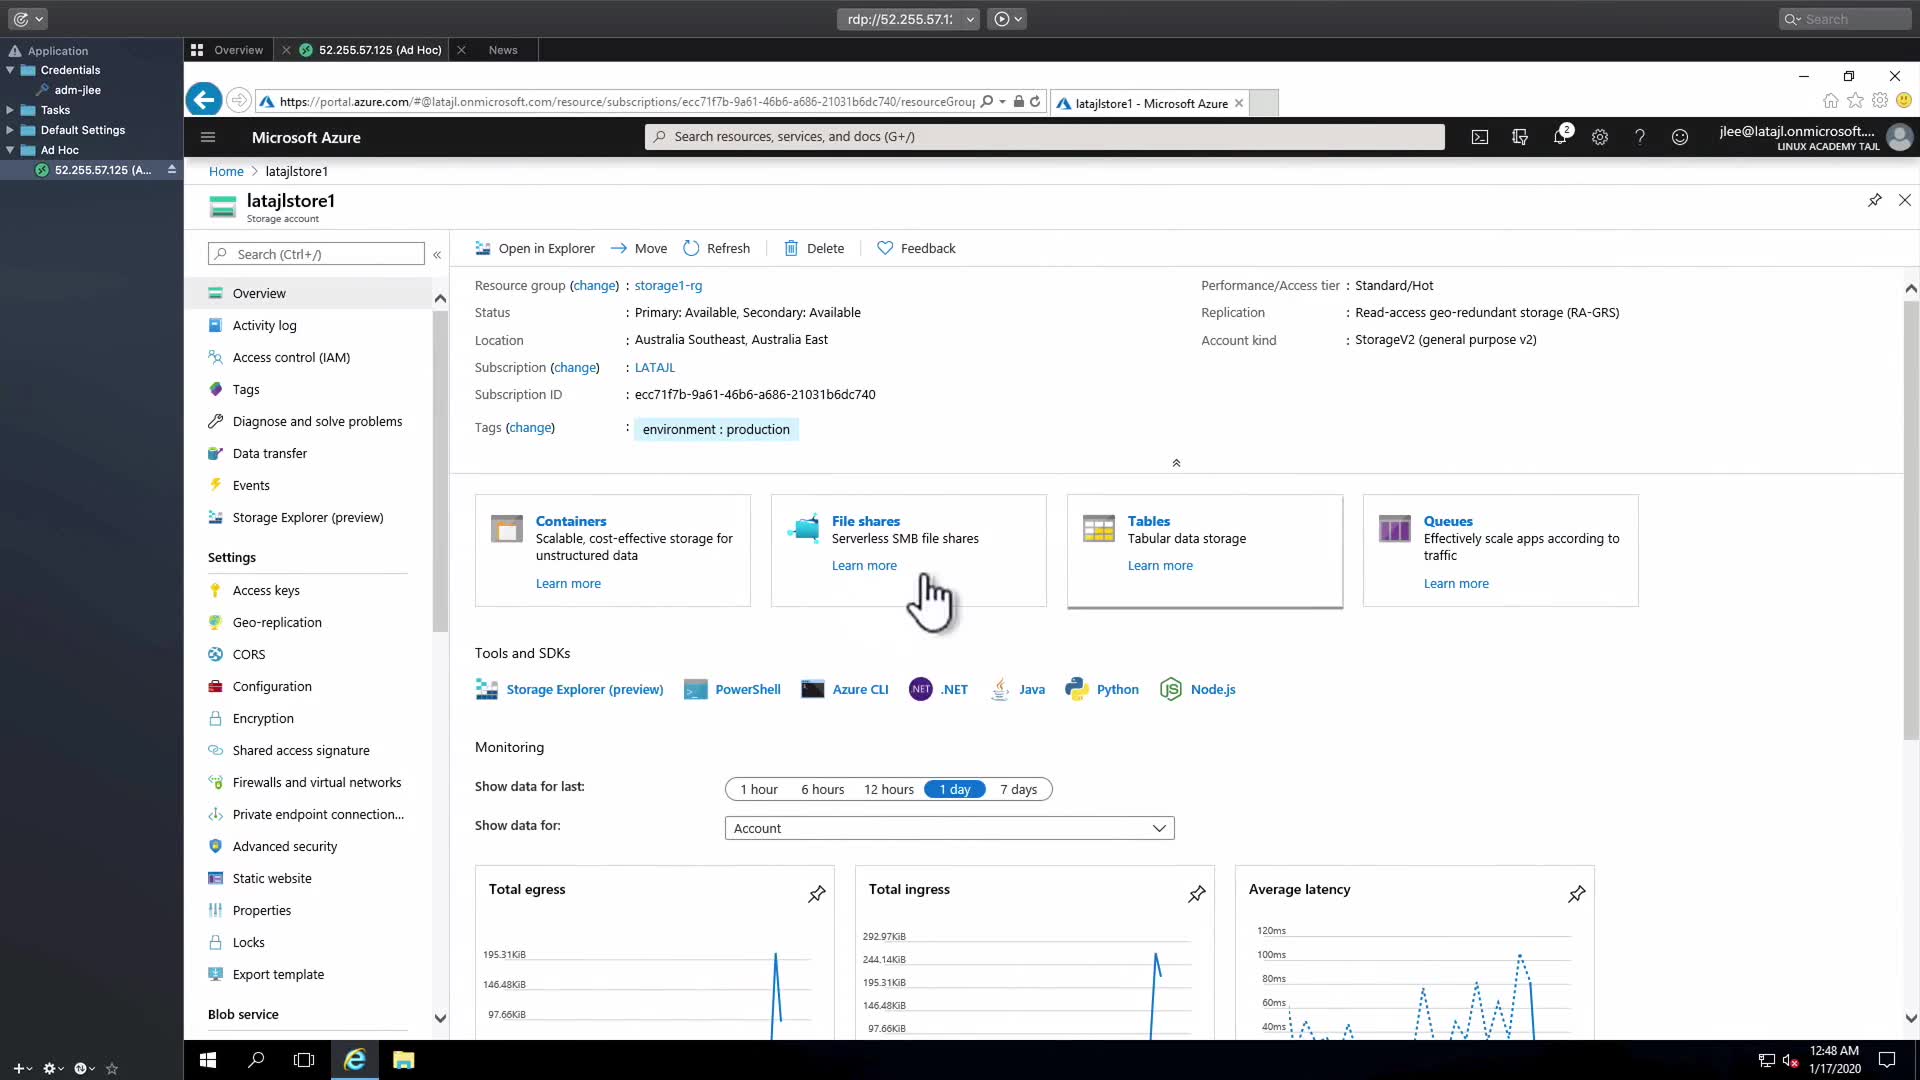 rdp://52.255.57.12
Search
Application
Credentials
adm-jlee
Tasks
Default Settings
Ad Hoc
52.255.57.125 (A...
Overview
52.255.57.125 (Ad Hoc)
News
https://portal.azure.com/#@latajl.onmicrosoft.com/resource/subscriptions/ecc71f7b-9a61-46b6-a686-21031b6dc740/resourceGroup
latajlstore1 - Microsoft Azure
Microsoft Azure
Search resources, services, and docs (G+/)
2
jlee@latajl.onmicrosoft....
LINUX ACADEMY TAJL
Home > latajlstore1
latajlstore1
Storage account
Search (Ctrl+/)
Overview
Activity log
Access control (IAM)
Tags
Diagnose and solve problems
Data transfer
Events
Storage Explorer (preview)
Settings
Access keys
Geo-replication
CORS
Configuration
Encryption
Shared access signature
Firewalls and virtual networks
Private endpoint connection...
Advanced security
Static website
Properties
Locks
Export template
Blob service
Open in Explorer
Move
Refresh
Delete
Feedback
Resource group (change) : storage1-rg
Status : Primary: Available, Secondary: Available
Location : Australia Southeast, Australia East
Subscription (change) : LATAJL
Subscription ID : ecc71f7b-9a61-46b6-a686-21031b6dc740
Tags (change) : environment : production
Performance/Access tier : Standard/Hot
Replication : Read-access geo-redundant storage (RA-GRS)
Account kind : StorageV2 (general purpose v2)
Containers
Scalable, cost-effective storage for
unstructured data
Learn more
File shares
Serverless SMB file shares
Learn more
Tables
Tabular data storage
Learn more
Queues
Effectively scale apps according to
traffic
Learn more
Tools and SDKs
Storage Explorer (preview)
PowerShell
Azure CLI
NET
.NET
Java
Python
JS
Node.js
Monitoring
Show data for last:
1 hour
6 hours
12 hours
1 day
7 days
Show data for:
Account
Total egress
195.31KiB
146.48KiB
97.66KiB
Total ingress
292.97KiB
244.14KiB
195.31KiB
146.48KiB
97.66KiB
Average latency
120ms
100ms
80ms
60ms
40ms
12:48 AM
1/17/2020